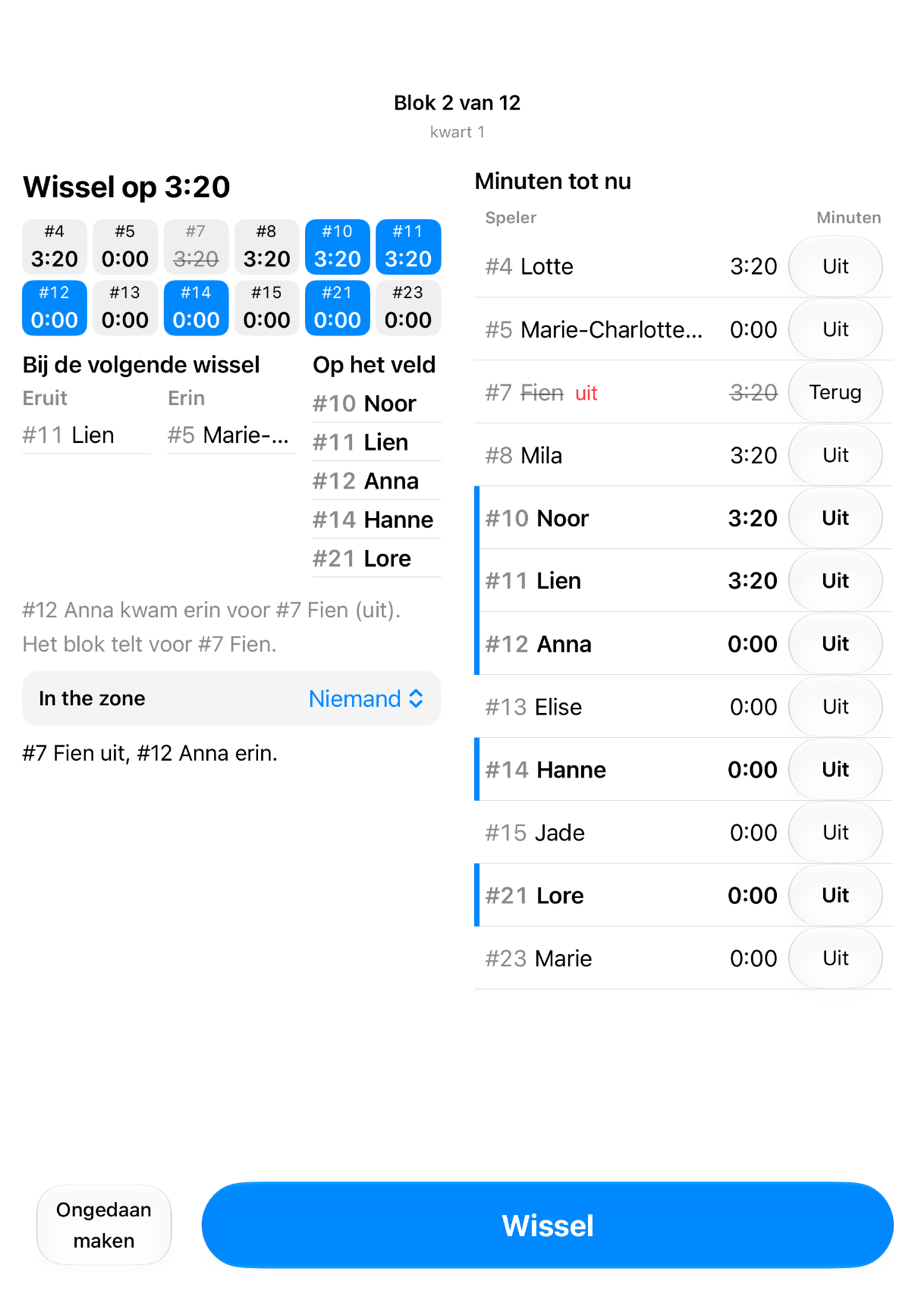 Blok 2 van 12
kwart 1
Wissel op 3:20
#4 #5 #7 #8 #10 #11
3:20 0:00 3:20 3:20 3:20 3:20
#12 #13 #14 #15 #21 #23
0:00 0:00 0:00 0:00 0:00 0:00
Bij de volgende wissel
Eruit Erin
#11 Lien #5 Marie-...
Op het veld
#10 Noor
#11 Lien
#12 Anna
#14 Hanne
#21 Lore
#12 Anna kwam erin voor #7 Fien (uit).
Het blok telt voor #7 Fien.
In the zone Niemand
#7 Fien uit, #12 Anna erin.
Minuten tot nu
Speler Minuten
#4 Lotte 3:20 Uit
#5 Marie-Charlotte... 0:00 Uit
#7 Fien uit 3:20 Terug
#8 Mila 3:20 Uit
#10 Noor 3:20 Uit
#11 Lien 3:20 Uit
#12 Anna 0:00 Uit
#13 Elise 0:00 Uit
#14 Hanne 0:00 Uit
#15 Jade 0:00 Uit
#21 Lore 0:00 Uit
#23 Marie 0:00 Uit
Ongedaan
maken
Wissel